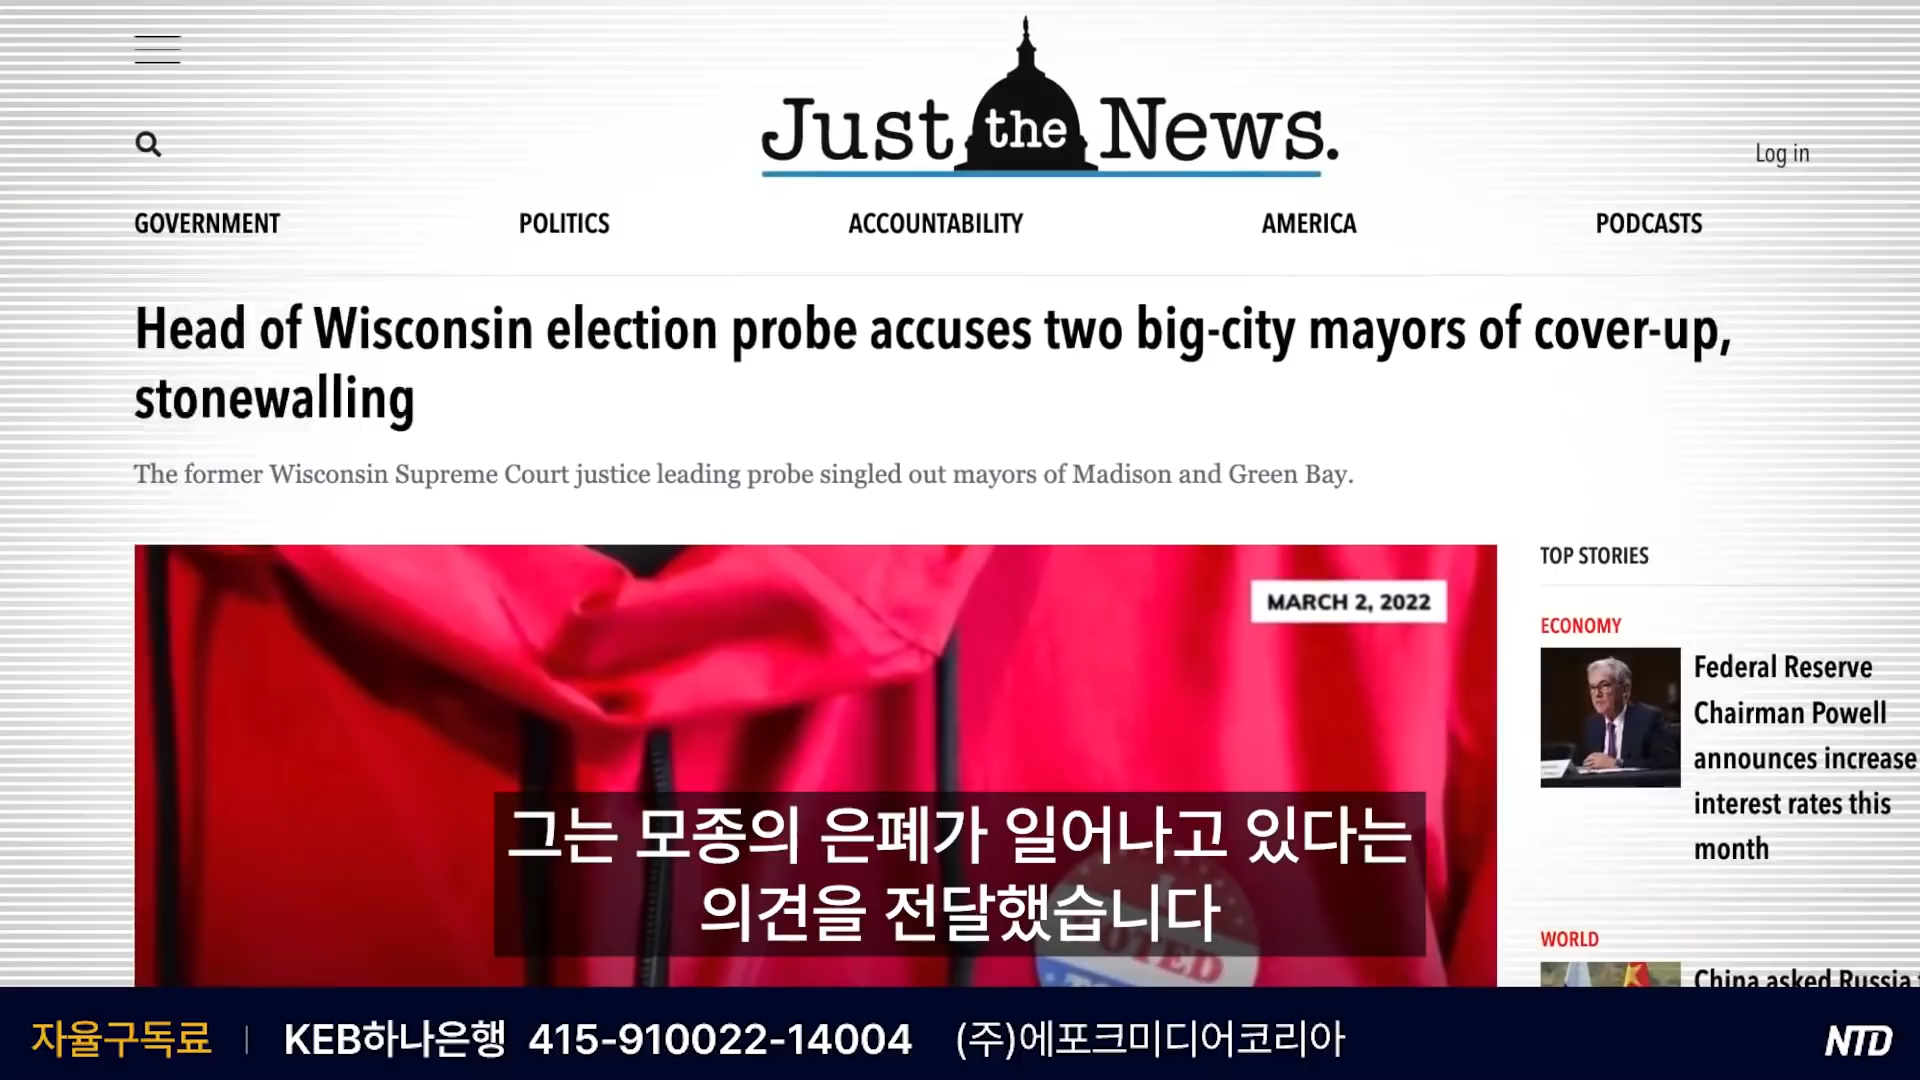 Just the News.
Log in
GOVERNMENT POLITICS ACCOUNTABILITY AMERICA PODCASTS
Head of Wisconsin election probe accuses two big-city mayors of cover-up,
stonewalling
The former Wisconsin Supreme Court justice leading probe singled out mayors of Madison and Green Bay.
MARCH 2, 2022
TOP STORIES
ECONOMY
Federal Reserve
Chairman Powell
announces increase
interest rates this
month
WORLD
China asked Russia
그는 모종의 은폐가 일어나고 있다는
의견을 전달했습니다
VOTED
자율구독료 | KEB하나은행 415-910022-14004 (주)에포크미디어코리아
NTD